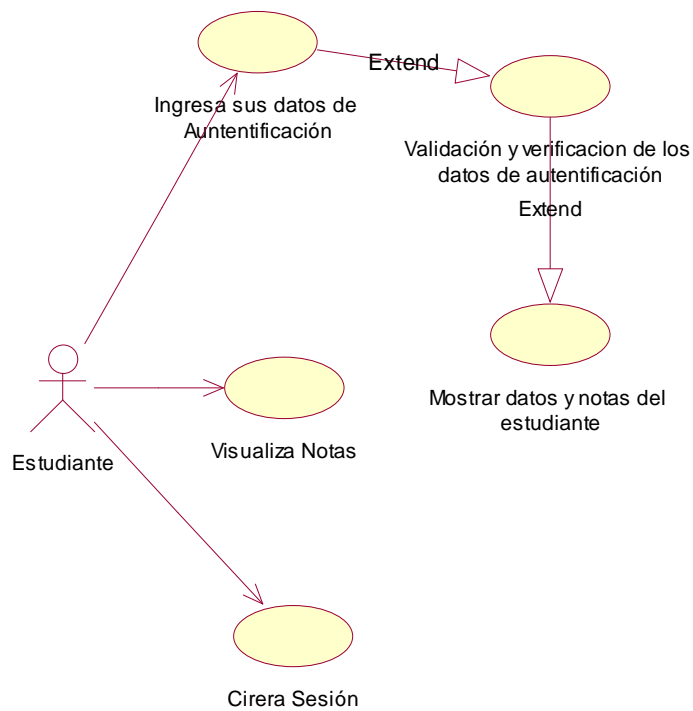 Extend
Ingresa sus datos de
Auntentificación
Validación y verificacion de los
datos de autentificación
Extend
Mostrar datos y notas del
estudiante
Visualiza Notas
Estudiante
Cirera Sesión